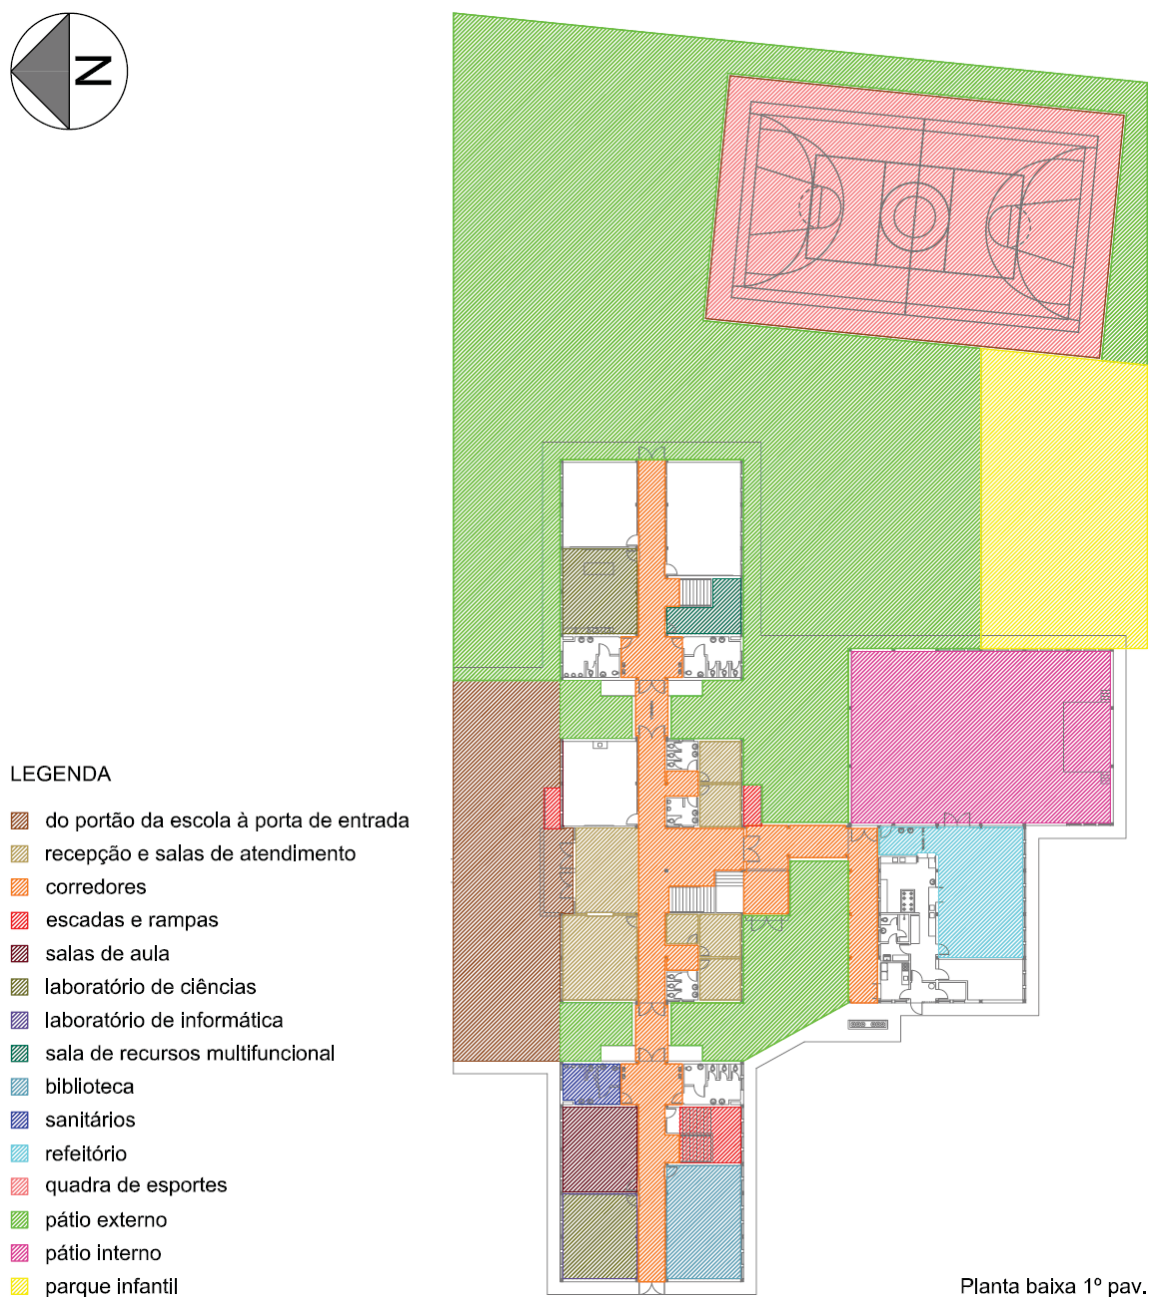 N
LEGENDA
do portão da escola à porta de entrada
recepção e salas de atendimento
corredores
escadas e rampas
salas de aula
laboratório de ciências
laboratório de informática
sala de recursos multifuncional
biblioteca
sanitários
refeitório
quadra de esportes
pátio externo
pátio interno
parque infantil
Planta baixa 1º pav.